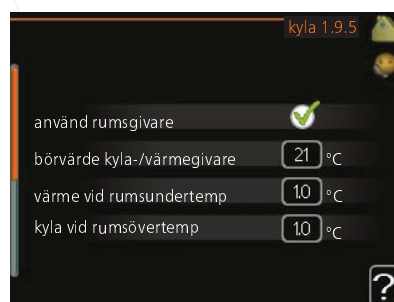 kyla 1.9.5
använd rumsgivare
börvärde kyla-/värmegivare 21 °C
värme vid rumsundertemp 1.0 °C
kyla vid rumsövertemp 1.0 °C
?